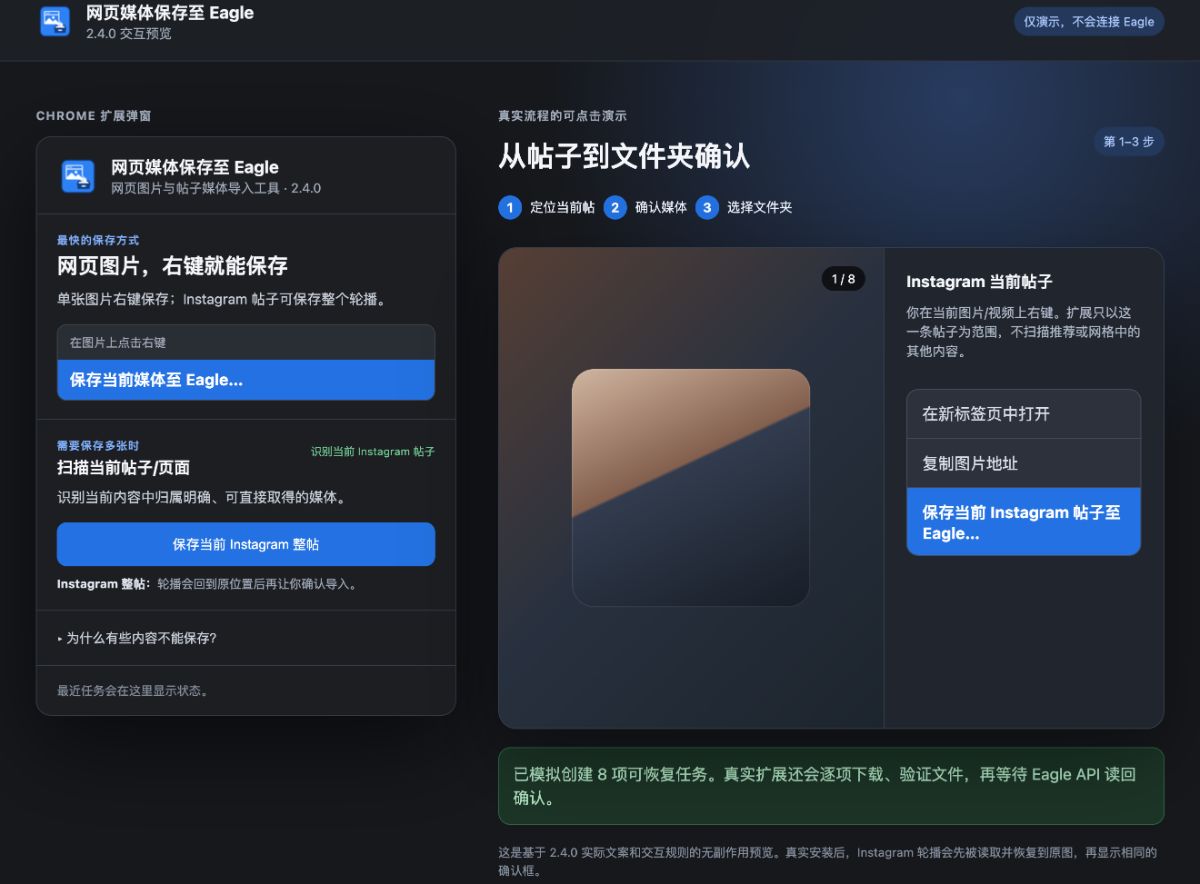 网页媒体保存至 Eagle
2.4.0 交互预览
仅演示，不会连接 Eagle
CHROME 扩展弹窗
网页媒体保存至 Eagle
网页图片与帖子媒体导入工具 · 2.4.0
最快的保存方式
网页图片，右键就能保存
单张图片右键保存；Instagram 帖子可保存整个轮播。
在图片上点击右键
保存当前媒体至 Eagle...
需要保存多张时
识别当前 Instagram 帖子
扫描当前帖子/页面
识别当前内容中归属明确、可直接取得的媒体。
保存当前 Instagram 整帖
Instagram 整帖：轮播会回到原位置后再让你确认导入。
▸ 为什么有些内容不能保存?
最近任务会在这里显示状态。
真实流程的可点击演示
从帖子到文件夹确认
第 1–3 步
1 定位当前帖 2 确认媒体 3 选择文件夹
1 / 8
Instagram 当前帖子
你在当前图片/视频上右键。扩展只以这
一条帖子为范围，不扫描推荐或网格中的
其他内容。
在新标签页中打开
复制图片地址
保存当前 Instagram 帖子至
Eagle...
已模拟创建 8 项可恢复任务。真实扩展还会逐项下载、验证文件，再等待 Eagle API 读回
确认。
这是基于 2.4.0 实际文案和交互规则的无副作用预览。真实安装后，Instagram 轮播会先被读取并恢复到原图，再显示相同的
确认框。